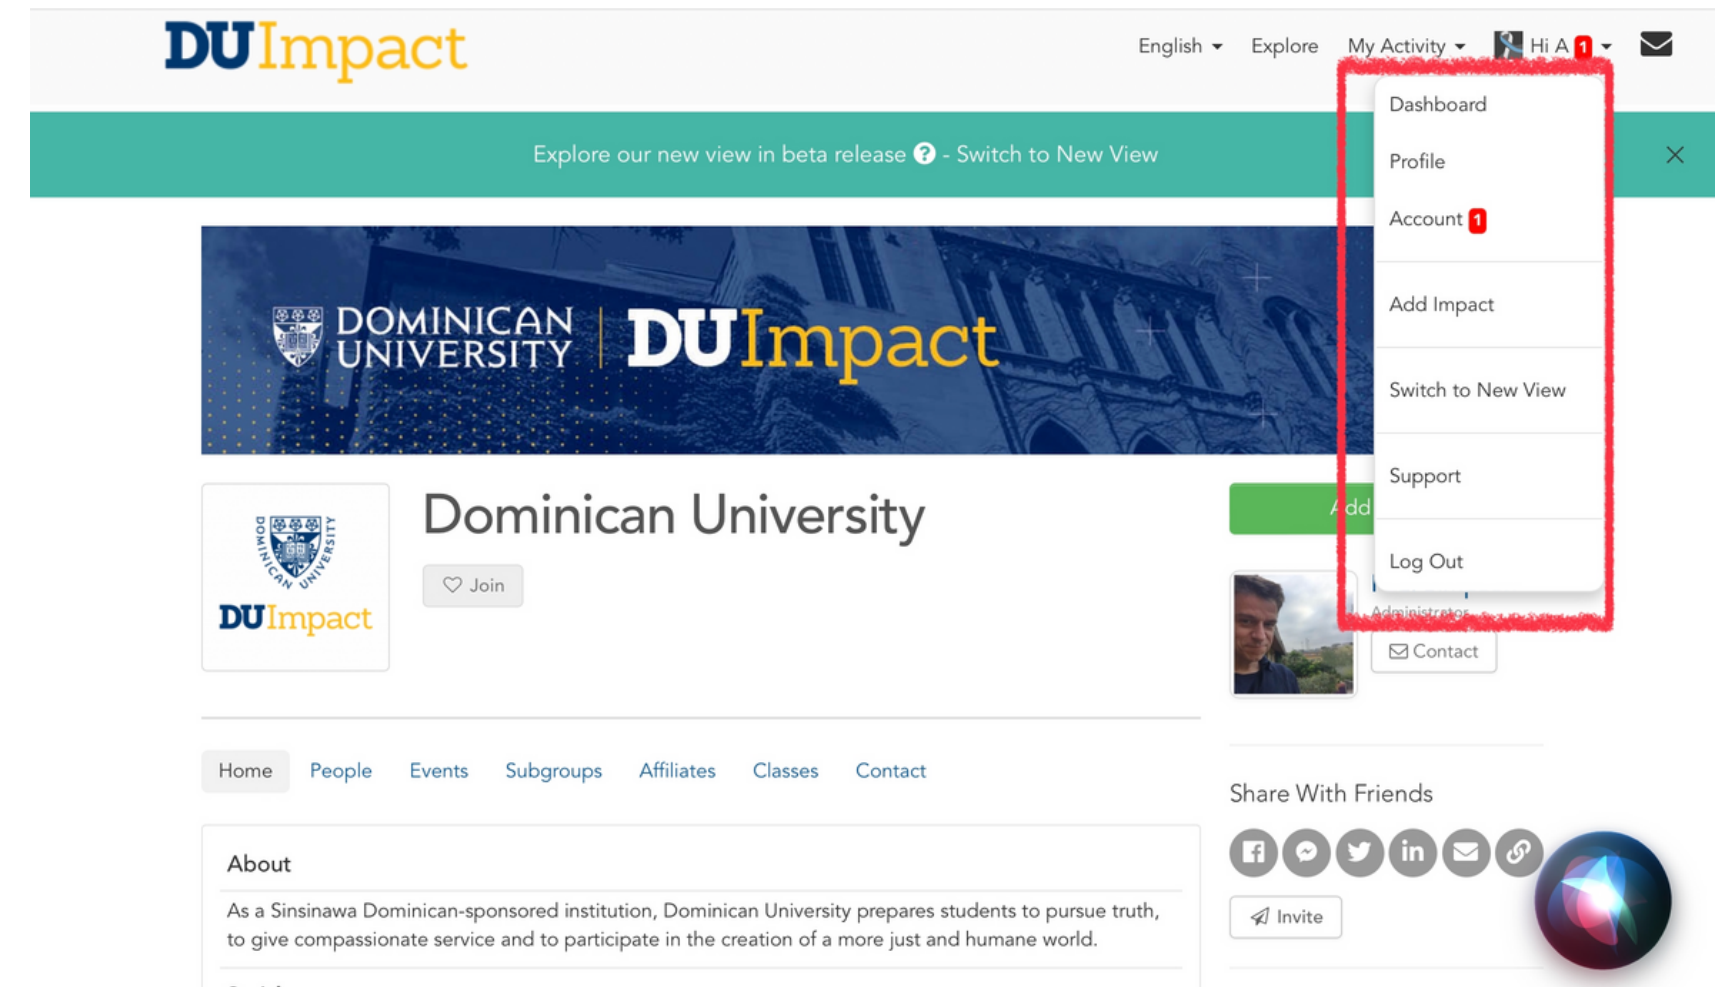 DUImpact
English
Explore
My Activity
Hi A 1
Explore our new view in beta release ? - Switch to New View
Dashboard
Profile
Account 1
Add Impact
Switch to New View
Support
Log Out
DOMINICAN
UNIVERSITY
DUImpact
DOMINICAN UNIVERSITY
DUImpact
Dominican University
Join
Add
Administrator
Contact
Home People Events Subgroups Affiliates Classes Contact
About
As a Sinsinawa Dominican-sponsored institution, Dominican University prepares students to pursue truth,
to give compassionate service and to participate in the creation of a more just and humane world.
Share With Friends
Invite